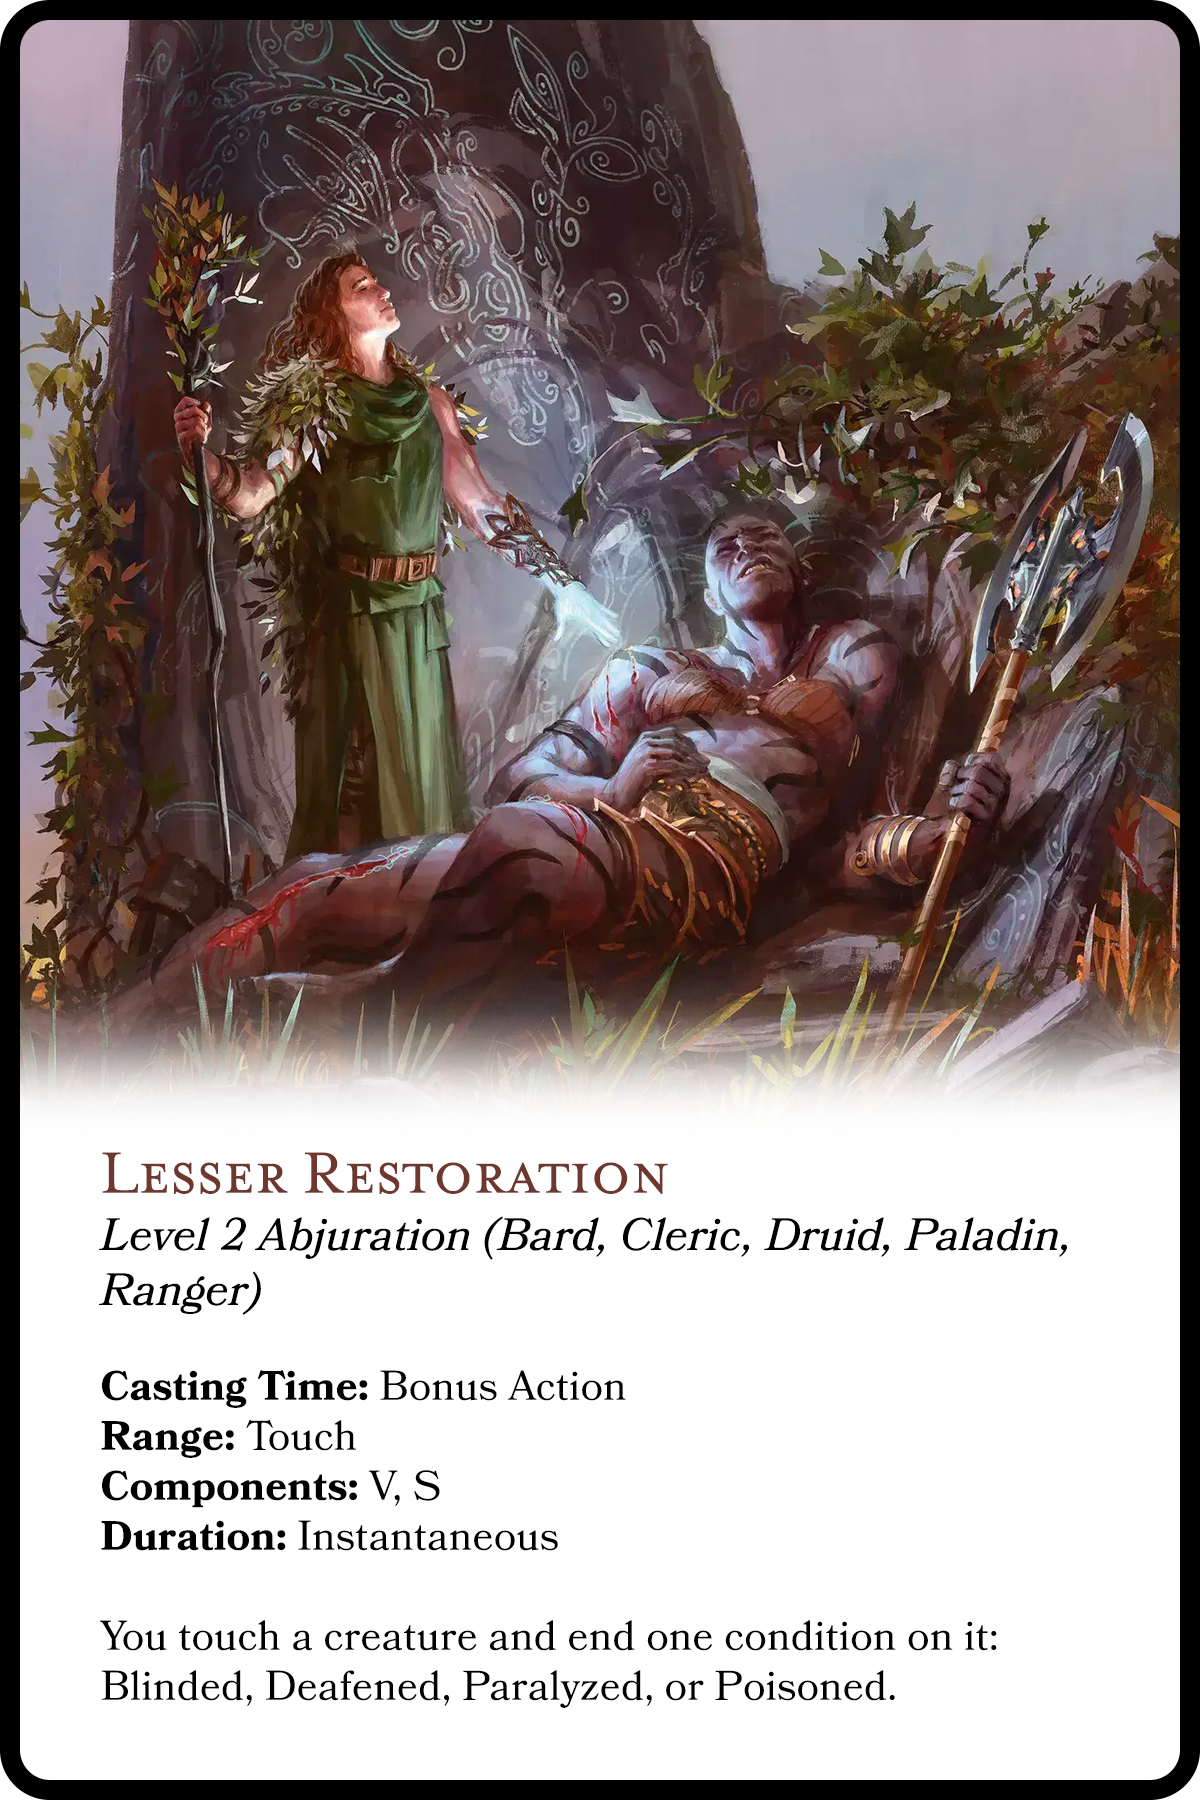 Lesser Restoration
Level 2 Abjuration (Bard, Cleric, Druid, Paladin,
Ranger)
Casting Time: Bonus Action
Range: Touch
Components: V, S
Duration: Instantaneous
You touch a creature and end one condition on it:
Blinded, Deafened, Paralyzed, or Poisoned.